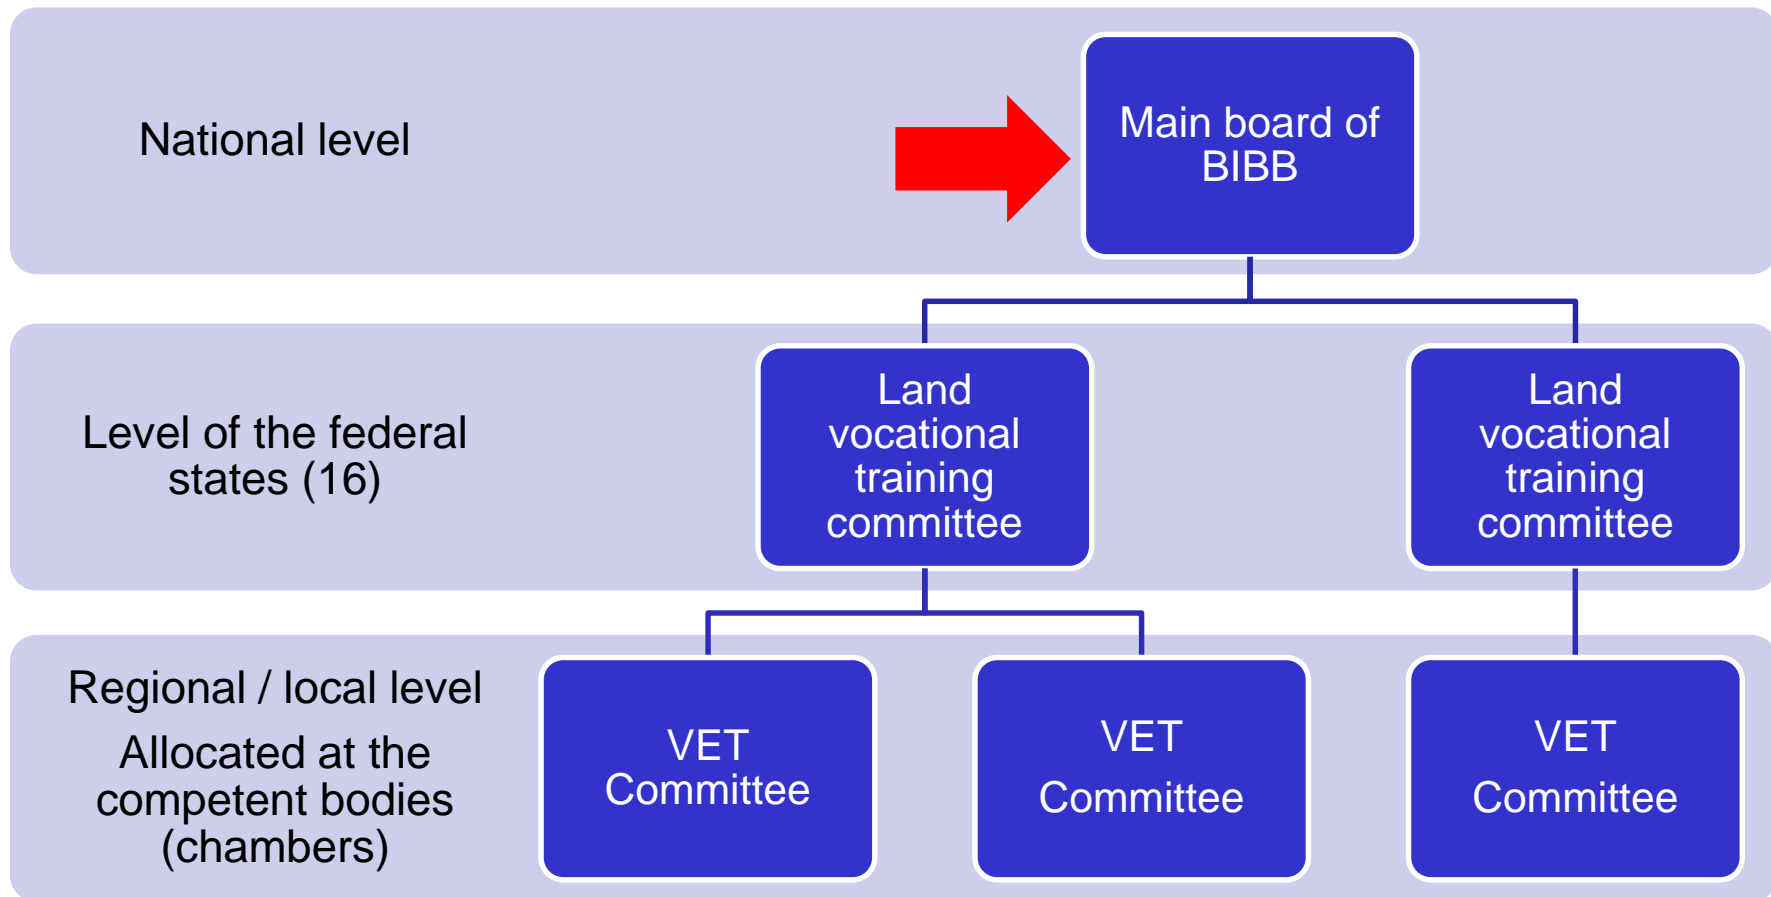 National level
Main board of
BIBB
Level of the federal
states (16)
Land
vocational
training
committee
Land
vocational
training
committee
Regional / local level
Allocated at the
competent bodies
(chambers)
VET
Committee
VET
Committee
VET
Committee